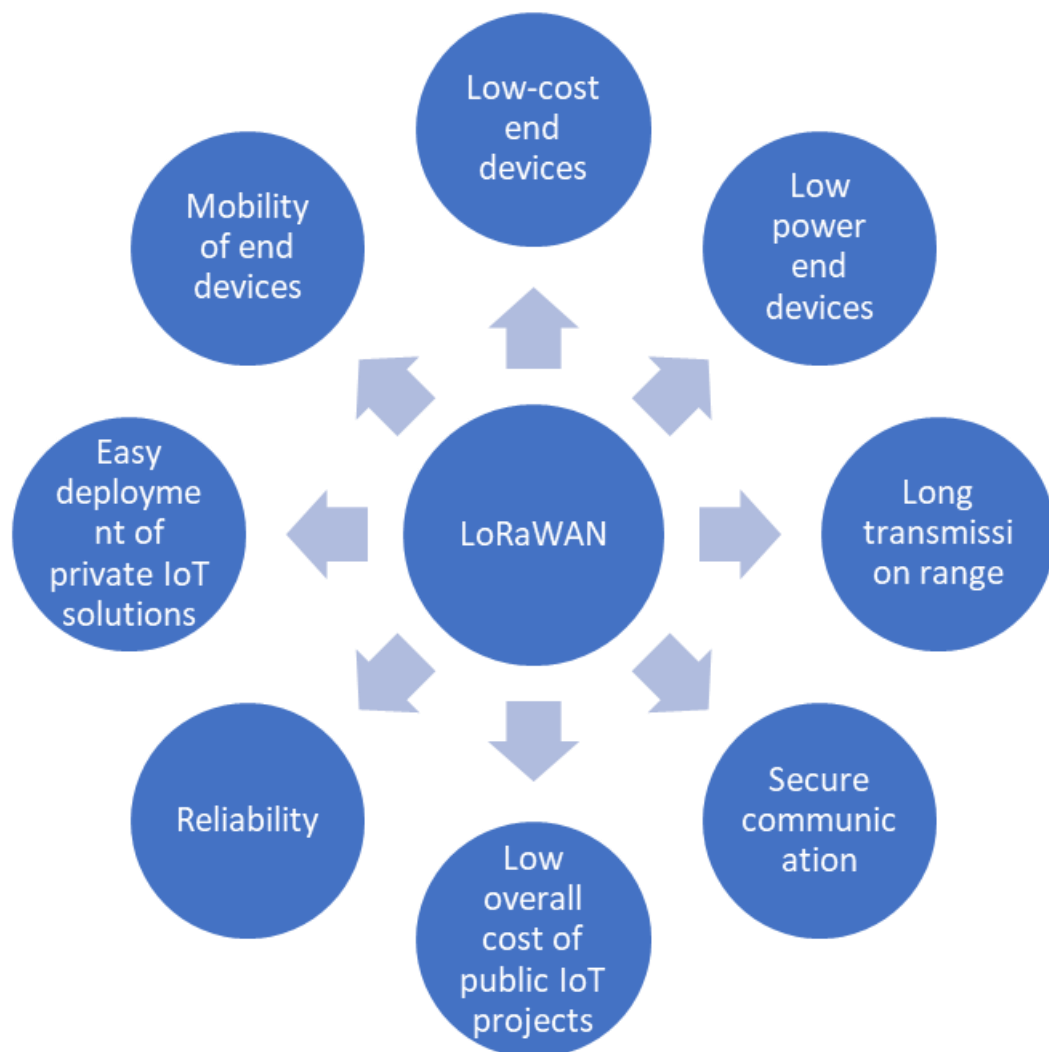 Low-cost
end
devices
Low
power
end
devices
Long
transmissi
on range
Secure
communic
ation
Low
overall
cost of
public IoT
projects
Reliability
Easy
deployme
nt of
private IoT
solutions
Mobility
of end
devices
LoRaWAN